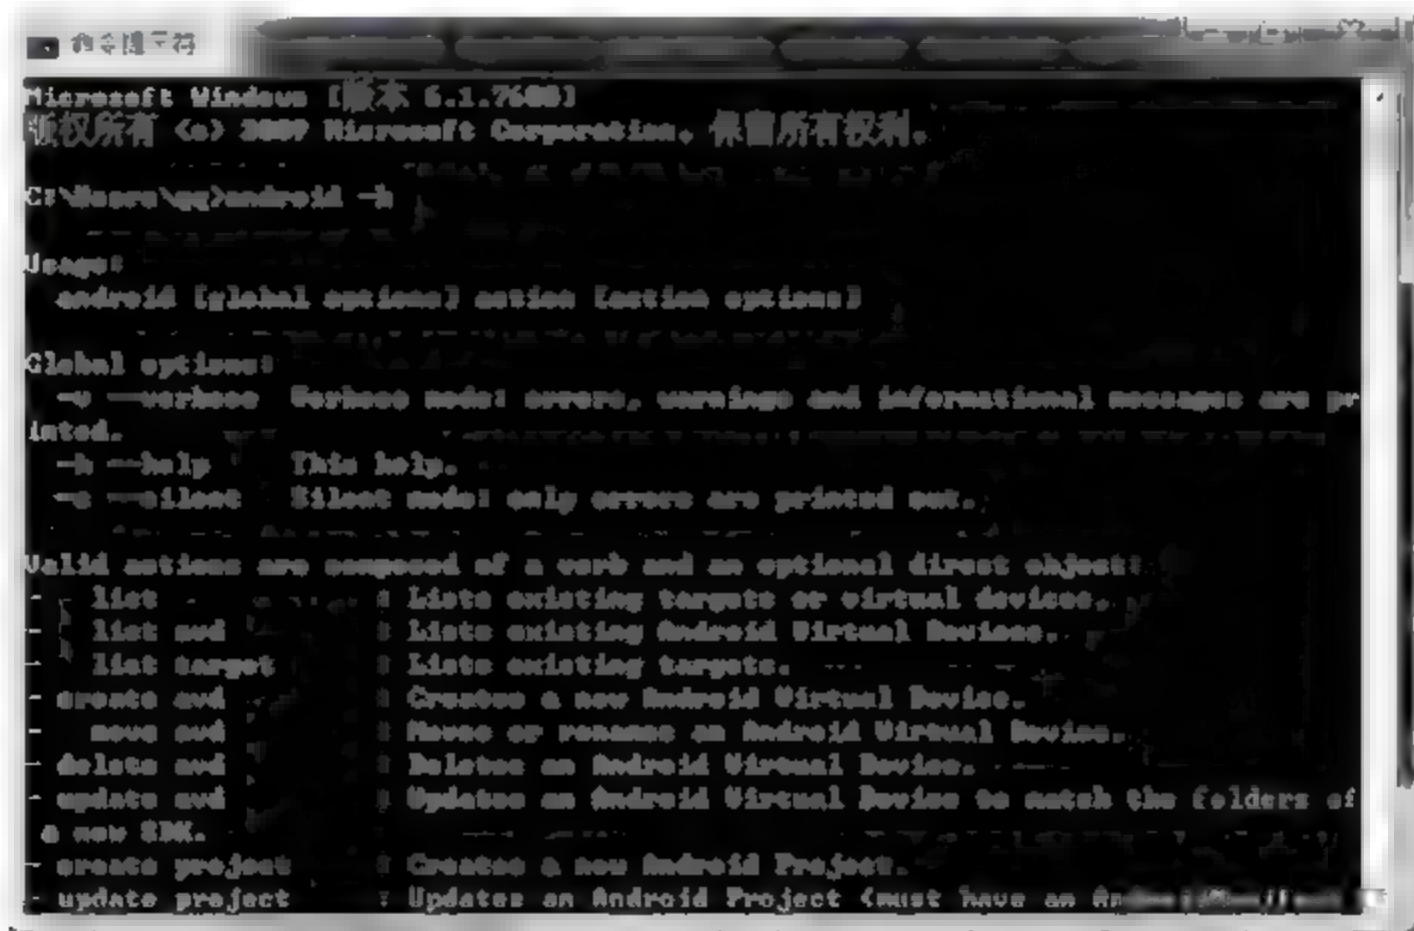 命令提示符
Microsoft Windows [版本 6.1.7600]
版权所有 (c) 2009 Microsoft Corporation。保留所有权利。
C:\Users\qq>android -h
Usage:
android [global options] action [action options]
Global options:
-v --verbose Verbose mode: errors, warnings and informational messages are pr
inted.
-h --help This help.
-s --silent Silent mode: only errors are printed out.
Valid actions are composed of a verb and an optional direct object:
- list : Lists existing targets or virtual devices.
- list avd : Lists existing Android Virtual Devices.
- list target : Lists existing targets.
- create avd : Creates a new Android Virtual Device.
- move avd : Moves or renames an Android Virtual Device.
- delete avd : Deletes an Android Virtual Device.
- update avd : Updates an Android Virtual Device to match the folders of
a new SDK.
- create project : Creates a new Android Project.
- update project : Updates an Android Project (must have an